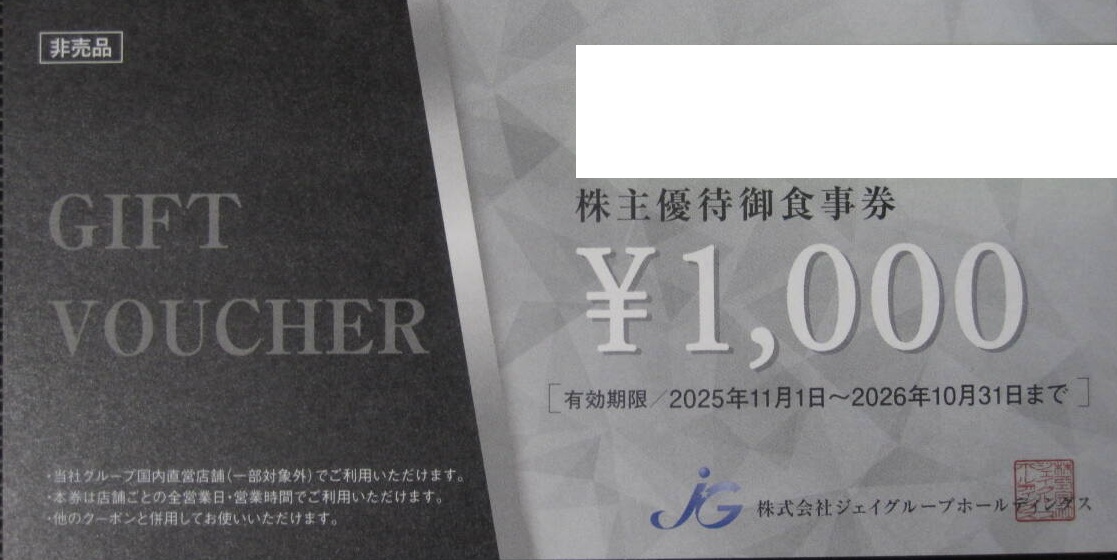 非売品
GIFT
VOUCHER
株主優待御食事券
¥1,000
[有効期限/2025年11月1日～2026年10月31日まで]
・当社グループ国内直営店舗(一部対象外)でご利用いただけます。
・本券は店舗ごとの全営業日・営業時間でご利用いただけます。
・他のクーポンと併用してお使いいただけます。
JG 株式会社ジェイグループホールディングス